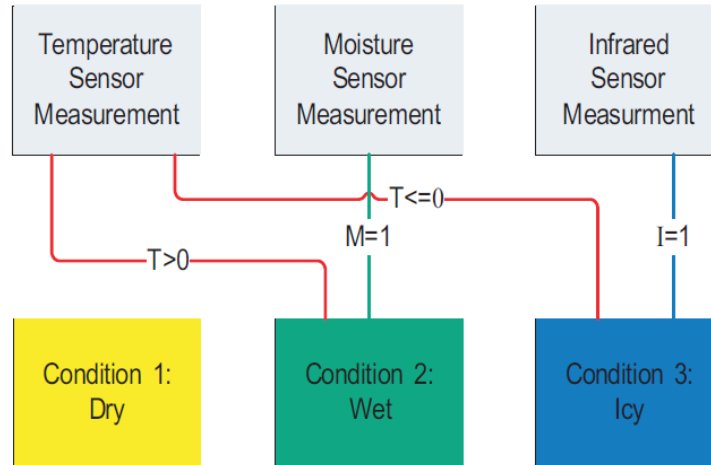 Temperature
Sensor
Measurement
Moisture
Sensor
Measurement
Infrared
Sensor
Measurment
T<=0
M=1
I=1
T>0
Condition 1:
Dry
Condition 2:
Wet
Condition 3:
Icy